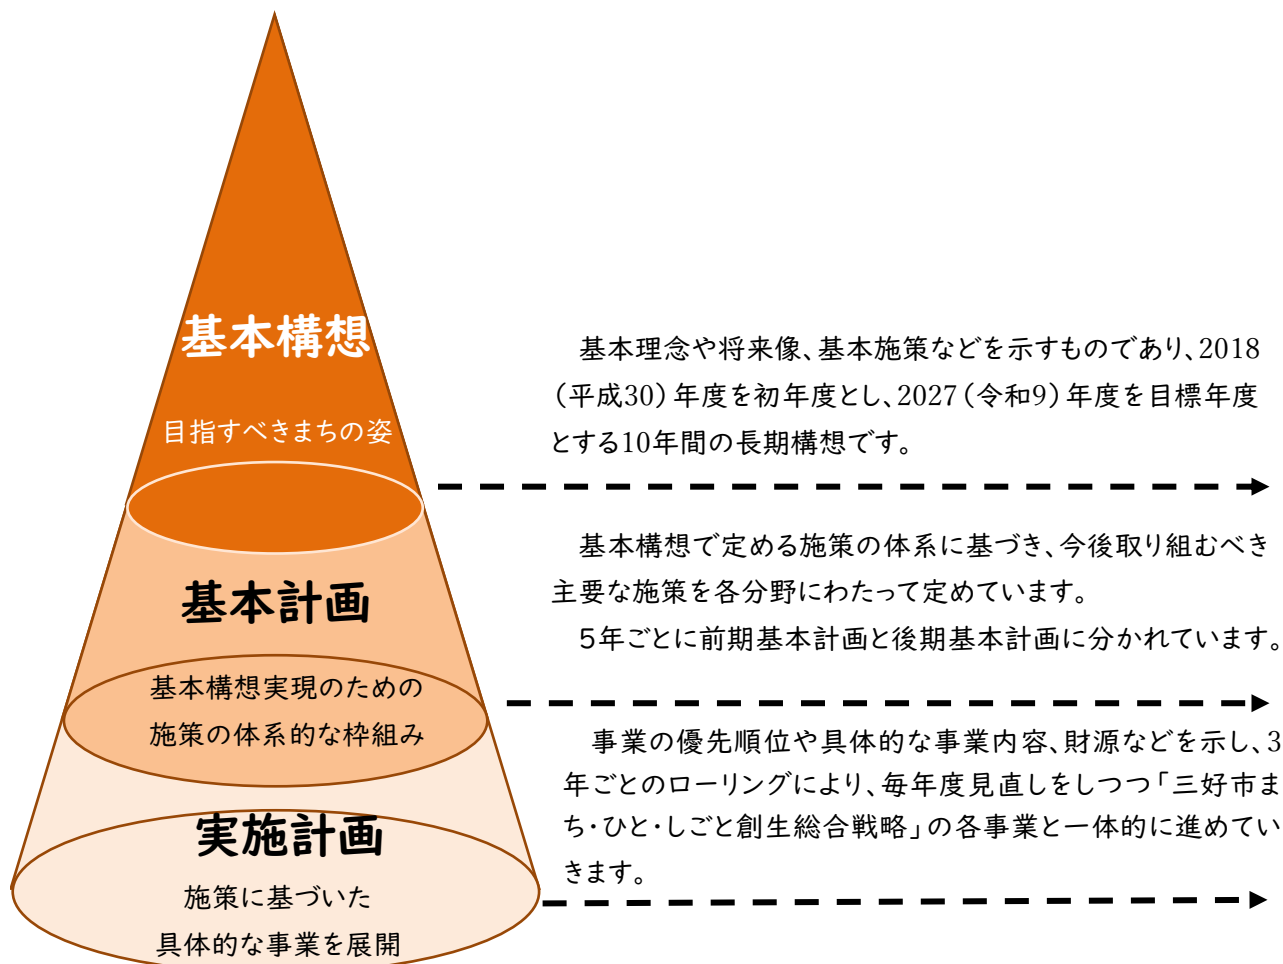 基本構想
目指すべきまちの姿
基本理念や将来像、基本施策などを示すものであり、2018
（平成30）年度を初年度とし、2027（令和9）年度を目標年度
とする10年間の長期構想です。
基本計画
基本構想実現のための
施策の体系的な枠組み
基本構想で定める施策の体系に基づき、今後取り組むべき
主要な施策を各分野にわたって定めています。
5年ごとに前期基本計画と後期基本計画に分かれています。
実施計画
施策に基づいた
具体的な事業を展開
事業の優先順位や具体的な事業内容、財源などを示し、3
年ごとのローリングにより、毎年度見直しをしつつ「三好市ま
ち・ひと・しごと創生総合戦略」の各事業と一体的に進めてい
きます。